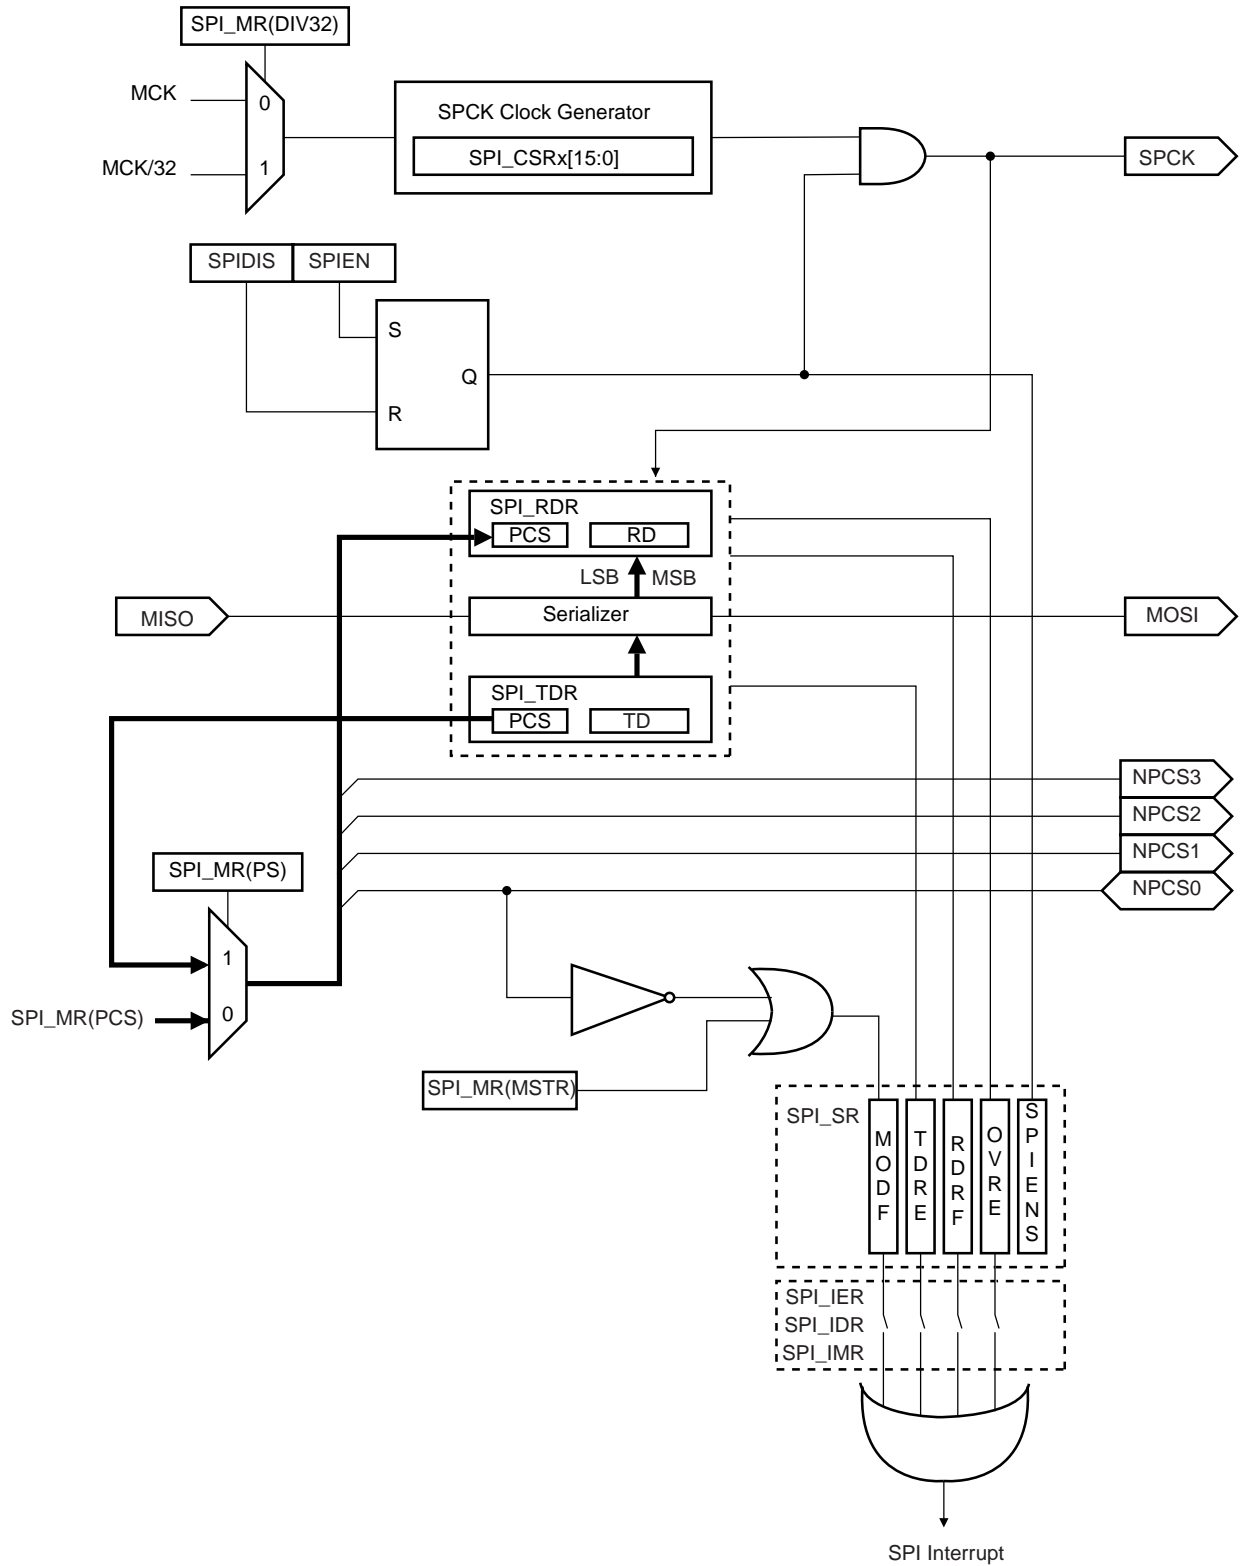 SPI_MR(DIV32)
MCK
0
SPCK Clock Generator
SPI_CSRx[15:0]
SPCK
MCK/32
1
SPIDIS
SPIEN
S
Q
R
SPI_RDR
PCS
RD
LSB
MSB
MISO
Serializer
MOSI
SPI_TDR
PCS
TD
NPCS3
NPCS2
NPCS1
NPCS0
SPI_MR(PS)
1
0
SPI_MR(PCS)
SPI_MR(MSTR)
SPI_SR
MODF
TDRE
RDRF
OVRE
SPIENS
SPI_IER
SPI_IDR
SPI_IMR
SPI Interrupt